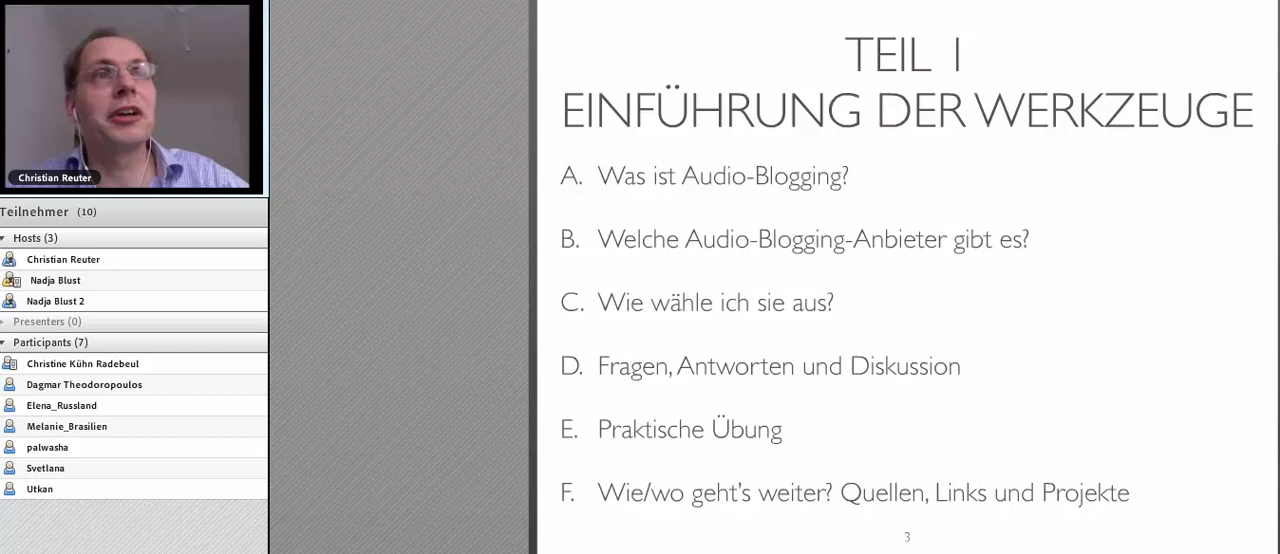 Christian Reuter
Teilnehmer (10)
Hosts (3)
Christian Reuter
Nadja Blust
Nadja Blust 2
Presenters (0)
Participants (7)
Christine Kühn Radebeul
Dagmar Theodoropoulos
Elena_Russland
Melanie_Brasilien
palwasha
Svetlana
Utkan
TEIL 1
EINFÜHRUNG DER WERKZEUGE
A. Was ist Audio-Blogging?
B. Welche Audio-Blogging-Anbieter gibt es?
C. Wie wähle ich sie aus?
D. Fragen, Antworten und Diskussion
E. Praktische Übung
F. Wie/wo geht's weiter? Quellen, Links und Projekte
3